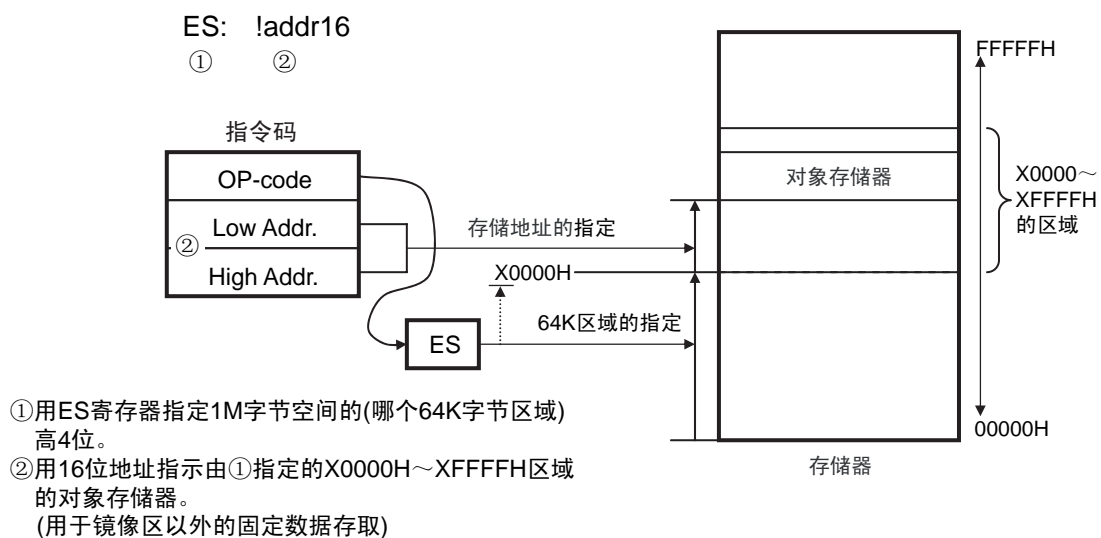 ES: !addr16
① ②
指令码
OP-code
Low Addr.
②
High Addr.
存储地址的指定
X0000H
64K区域的指定
ES
FFFFFH
对象存储器
X0000～
XFFFFH
的区域
00000H
存储器
①用ES寄存器指定1M字节空间的(哪个64K字节区域)
高4位。
②用16位地址指示由①指定的X0000H～XFFFFH区域
的对象存储器。
(用于镜像区以外的固定数据存取)